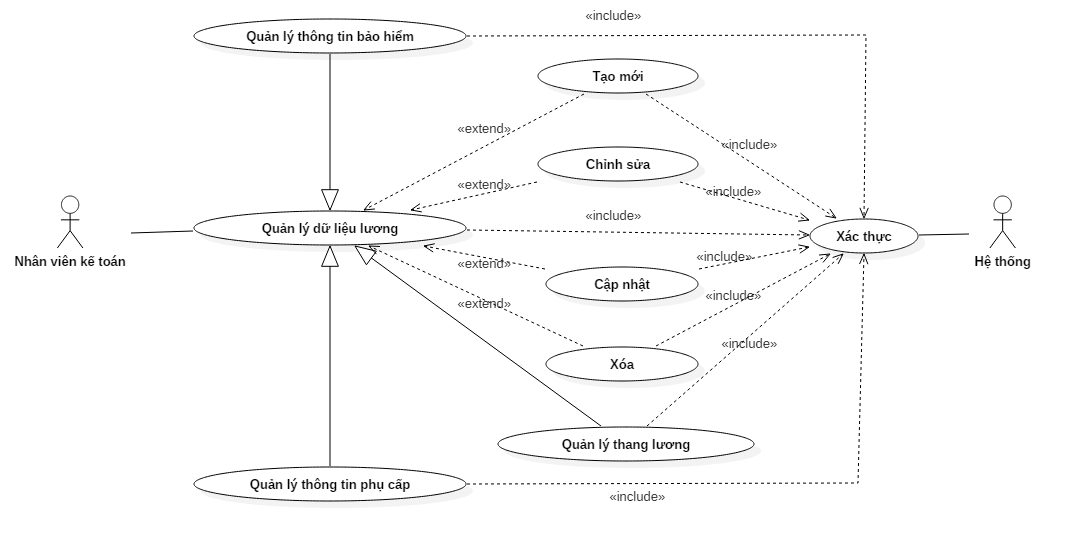 «include»
Quản lý thông tin bảo hiểm
Tạo mới
«extend»
«include»
Chỉnh sửa
«extend»
«include»
«include»
Quản lý dữ liệu lương
Xác thực
Nhân viên kế toán
Hệ thống
«extend»
«include»
Cập nhật
«extend»
«include»
«include»
Xóa
Quản lý thang lương
Quản lý thông tin phụ cấp
«include»